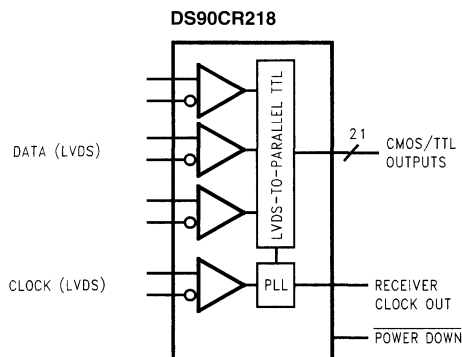 DS90CR218
LVDS-TO-PARALLEL TTL
DATA (LVDS)
21
CMOS/TTL
OUTPUTS
CLOCK (LVDS)
PLL
RECEIVER
CLOCK OUT
POWER DOWN